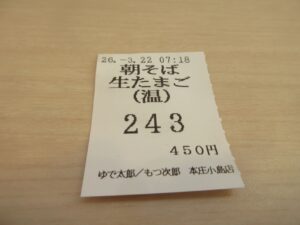 26.-3.22 07:18
朝そば
生たまご
(温)
243
450円
ゆで太郎/もつ次郎 本庄小島店